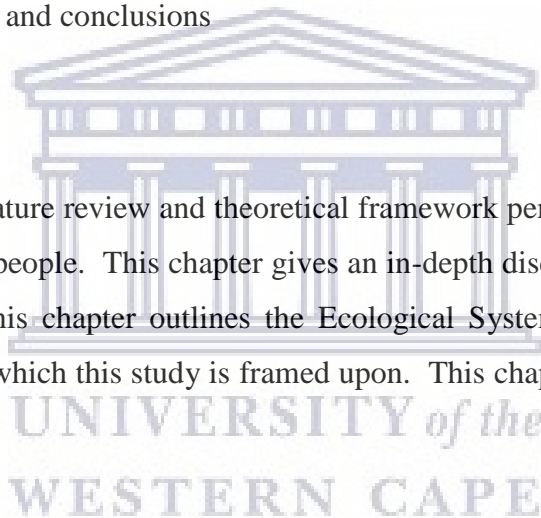 and conclusions
ature review and theoretical framework per
people. This chapter gives an in-depth disc
his chapter outlines the Ecological System
which this study is framed upon. This chap
UNIVERSITY of the
WESTERN CAPE